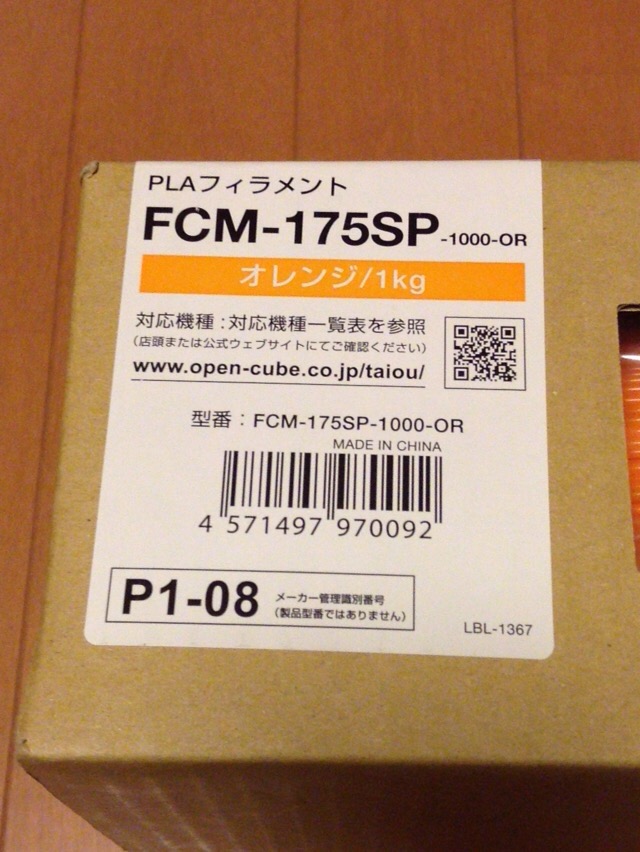 PLAフィラメント
FCM-175SP-1000-OR
オレンジ/1kg
対応機種：対応機種一覧表を参照
（店頭または公式ウェブサイトにてご確認ください）
www.open-cube.co.jp/taiou/
型番：FCM-175SP-1000-OR
MADE IN CHINA
4 571497 970092
P1-08
メーカー管理識別番号
（製品型番ではありません）
LBL-1367